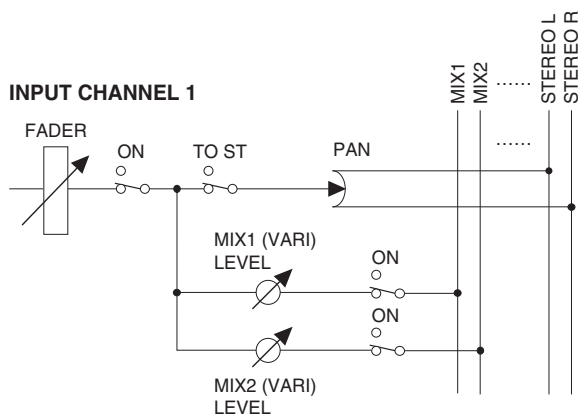 INPUT CHANNEL 1
FADER
ON
TO ST
PAN
MIX1
MIX2
......
STEREO L
STEREO R
......
MIX1 (VARI)
LEVEL
ON
ON
MIX2 (VARI)
LEVEL